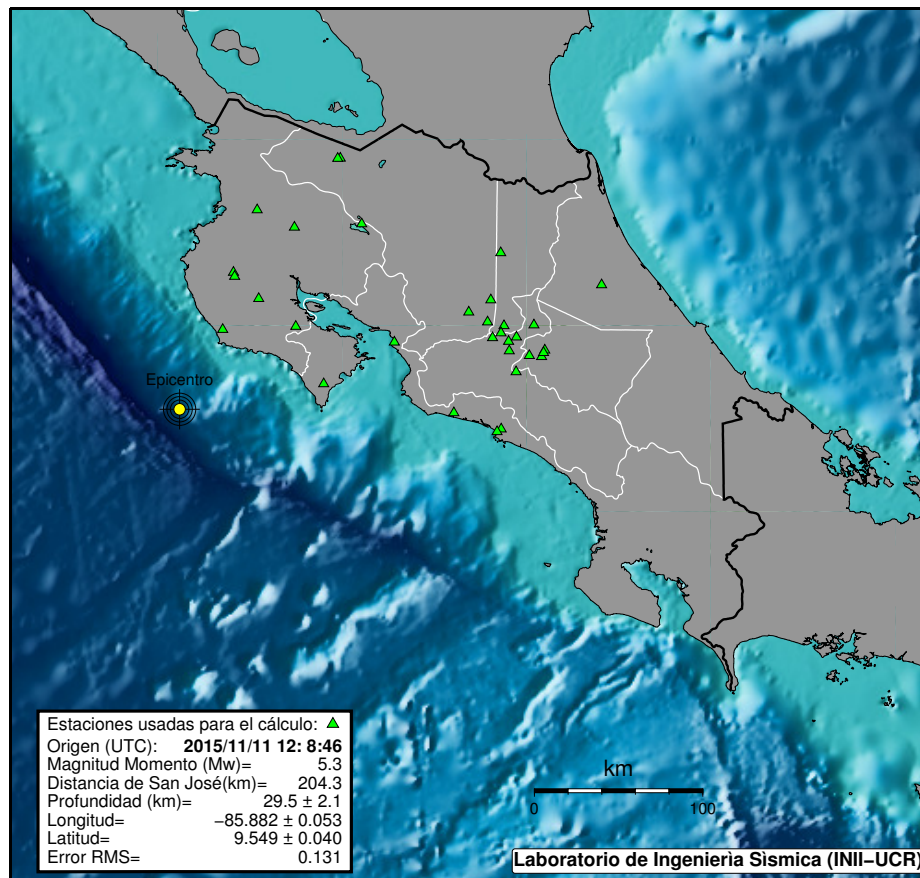 Epicentro
Estaciones usadas para el cálculo:
Origen (UTC): 2015/11/11 12: 8:46
Magnitud Momento (Mw)= 5.3
Distancia de San José(km)= 204.3
Profundidad (km)= 29.5 ± 2.1
Longitud= −85.882 ± 0.053
Latitud= 9.549 ± 0.040
Error RMS= 0.131
km
0 100
Laboratorio de Ingenierìa Sìsmica (INII−UCR)